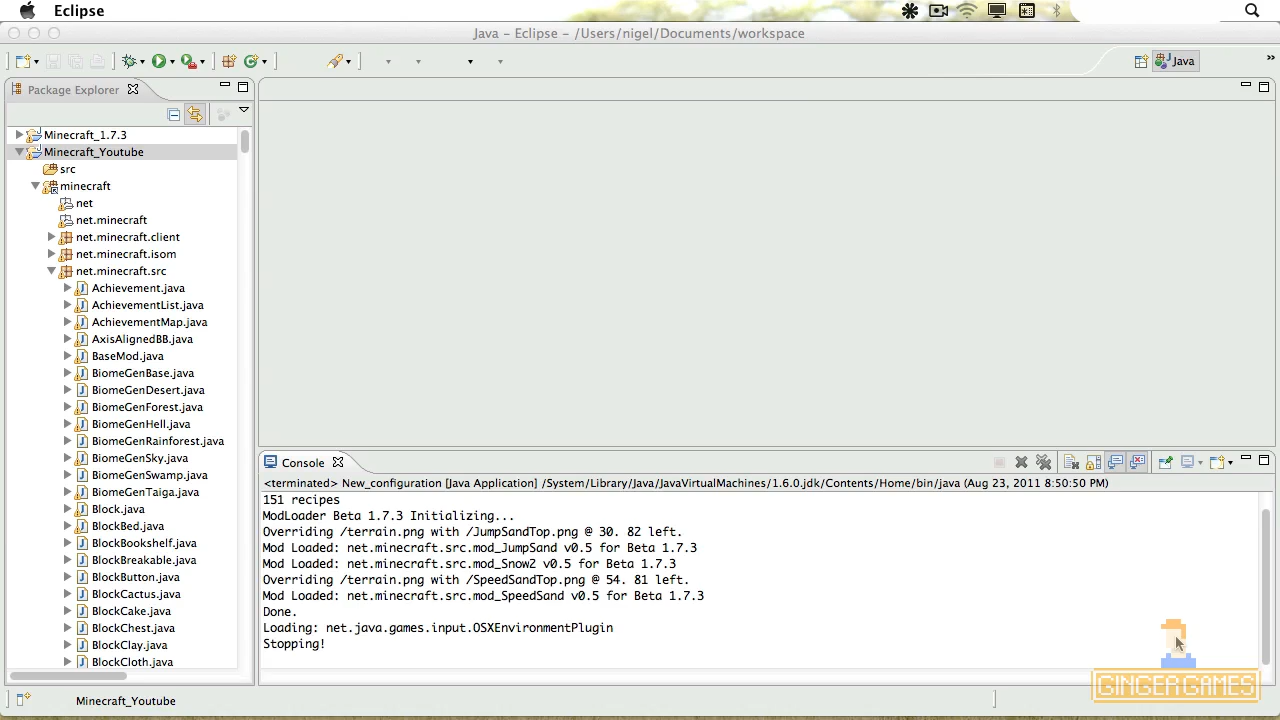 Eclipse
Java – Eclipse – /Users/nigel/Documents/workspace
Java
»
Package Explorer
Minecraft_1.7.3
Minecraft_Youtube
src
minecraft
net
net.minecraft
net.minecraft.client
net.minecraft.isom
net.minecraft.src
Achievement.java
AchievementList.java
AchievementMap.java
AxisAlignedBB.java
BaseMod.java
BiomeGenBase.java
BiomeGenDesert.java
BiomeGenForest.java
BiomeGenHell.java
BiomeGenRainforest.java
BiomeGenSky.java
BiomeGenSwamp.java
BiomeGenTaiga.java
Block.java
BlockBed.java
BlockBookshelf.java
BlockBreakable.java
BlockButton.java
BlockCactus.java
BlockCake.java
BlockChest.java
BlockClay.java
BlockCloth.java
Console
<terminated> New_configuration [Java Application] /System/Library/Java/JavaVirtualMachines/1.6.0.jdk/Contents/Home/bin/java (Aug 23, 2011 8:50:50 PM)
151 recipes
ModLoader Beta 1.7.3 Initializing...
Overriding /terrain.png with /JumpSandTop.png @ 30. 82 left.
Mod Loaded: net.minecraft.src.mod_JumpSand v0.5 for Beta 1.7.3
Mod Loaded: net.minecraft.src.mod_Snow2 v0.5 for Beta 1.7.3
Overriding /terrain.png with /SpeedSandTop.png @ 54. 81 left.
Mod Loaded: net.minecraft.src.mod_SpeedSand v0.5 for Beta 1.7.3
Done.
Loading: net.java.games.input.OSXEnvironmentPlugin
Stopping!
GINGER GAMES
Minecraft_Youtube